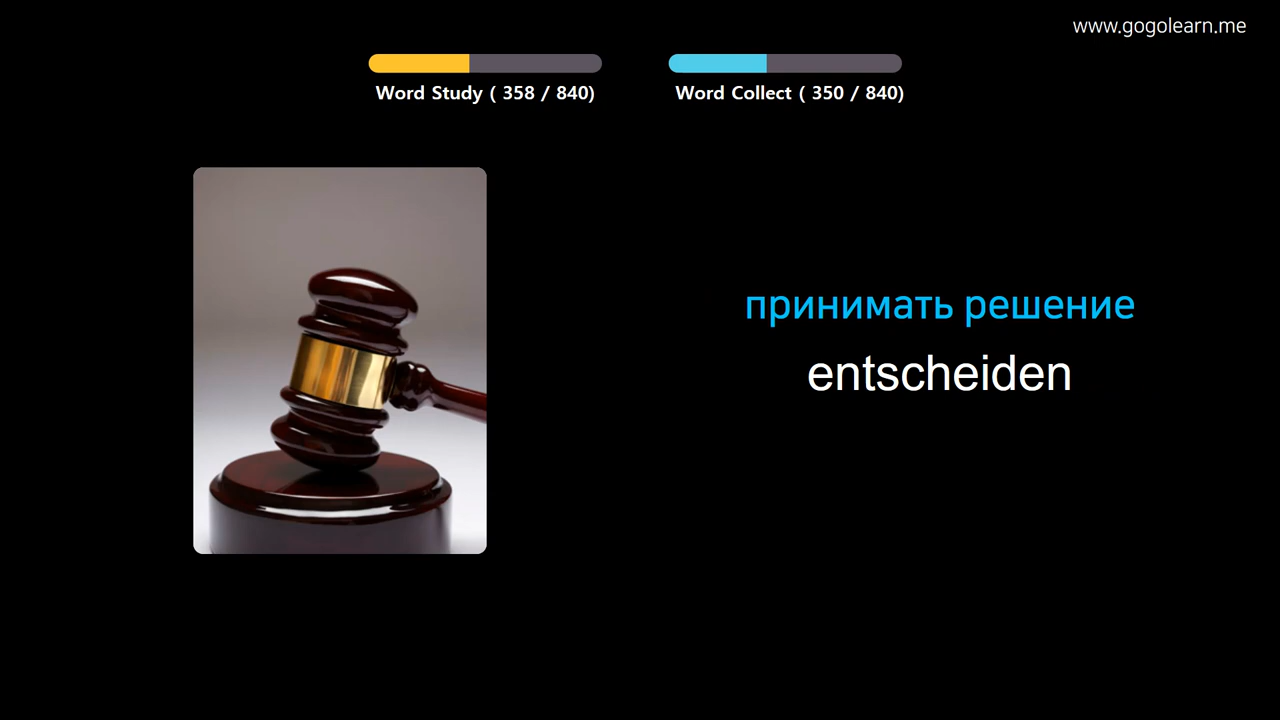 www.gogolearn.me
Word Study ( 358 / 840)
Word Collect ( 350 / 840)
принимать решение
entscheiden